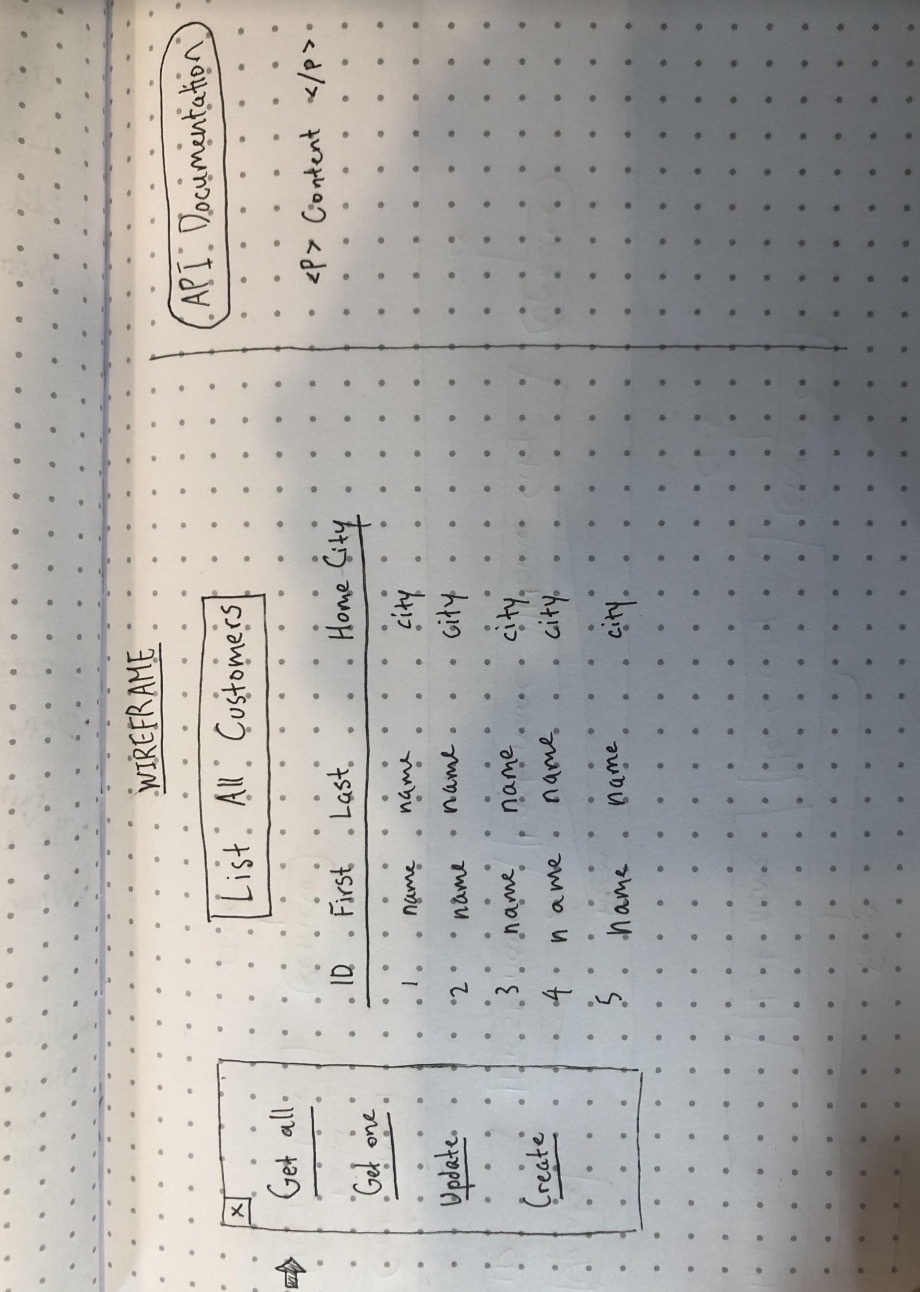 WIREFRAME
List All Customers
ID First Last Home City
1 name name city
2 name name city
3 name name city
4 name name city
5 name name city
X
Get all
Get one
Update
Create
API Documentation
<P> Content </P>